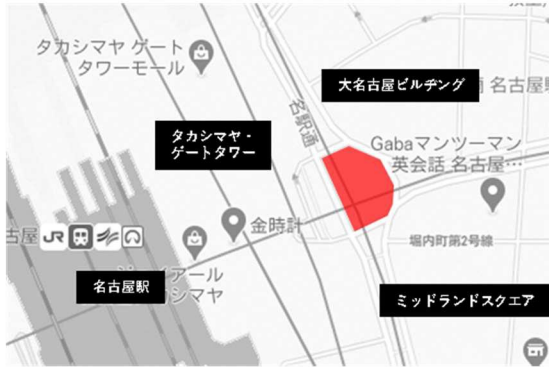 タカシマヤ ゲート
タワーモール
大名古屋ビルヂング
名古屋
名駅通
タカシマヤ・
ゲートタワー
Gabaマンツーマン
英会話 名古屋…
金時計
古屋 JR
堀内町第2号線
アール
シマヤ
名古屋駅
ミッドランドスクエア